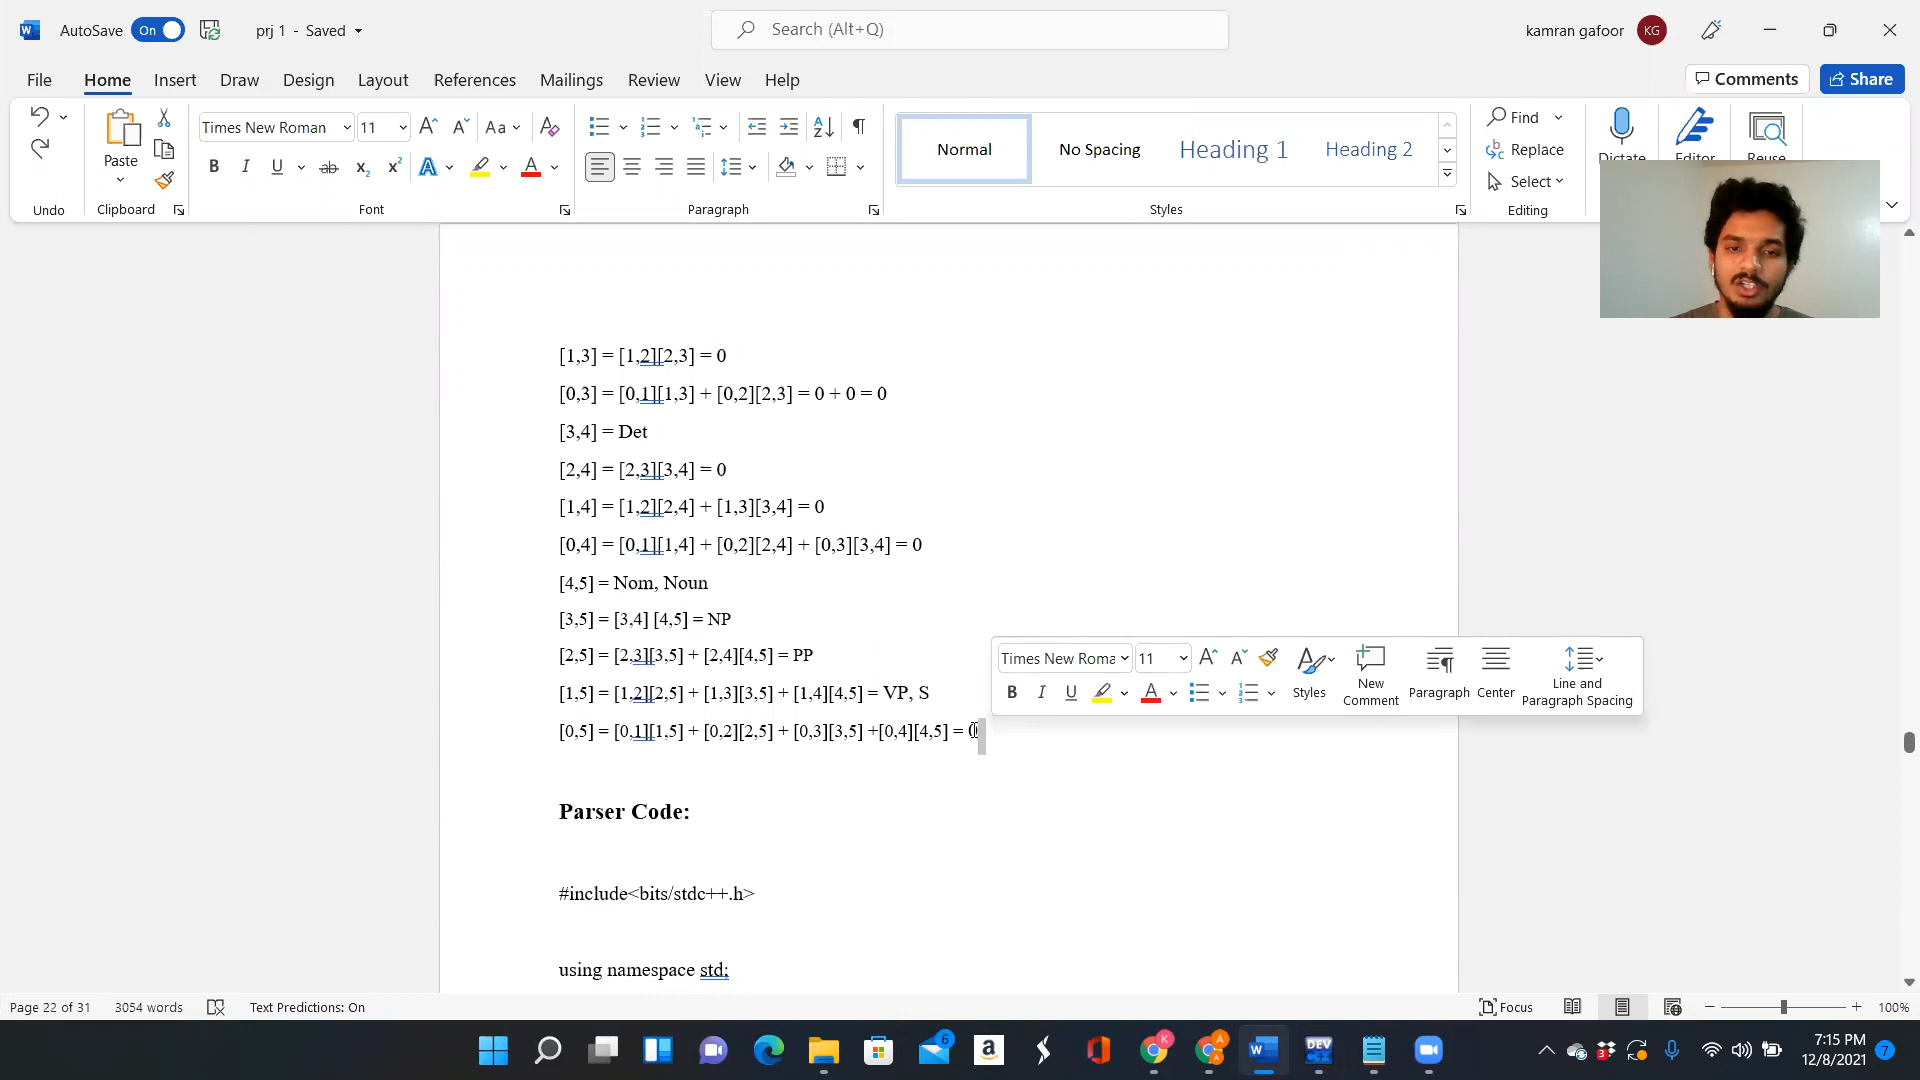 AutoSave On prj 1 - Saved Search (Alt+Q) kamran gafoor KG
File Home Insert Draw Design Layout References Mailings Review View Help Comments Share
Times New Roman 11 Aa Normal No Spacing Heading 1 Heading 2 Find
Replace
Paste Dictate Editor Reuse
B I U ab x2 x2 A A Select
Undo Clipboard Font Paragraph Styles Editing
[1,3] = [1,2][2,3] = 0
[0,3] = [0,1][1,3] + [0,2][2,3] = 0 + 0 = 0
[3,4] = Det
[2,4] = [2,3][3,4] = 0
[1,4] = [1,2][2,4] + [1,3][3,4] = 0
[0,4] = [0,1][1,4] + [0,2][2,4] + [0,3][3,4] = 0
[4,5] = Nom, Noun
[3,5] = [3,4] [4,5] = NP
[2,5] = [2,3][3,5] + [2,4][4,5] = PP
[1,5] = [1,2][2,5] + [1,3][3,5] + [1,4][4,5] = VP, S
[0,5] = [0,1][1,5] + [0,2][2,5] + [0,3][3,5] +[0,4][4,5] = 0
Times New Roma 11
B I U A Styles New Comment Paragraph Center Line and Paragraph Spacing
Parser Code:
#include<bits/stdc++.h>
using namespace std;
Page 22 of 31 3054 words Text Predictions: On Focus 100%
7:15 PM
12/8/2021 7